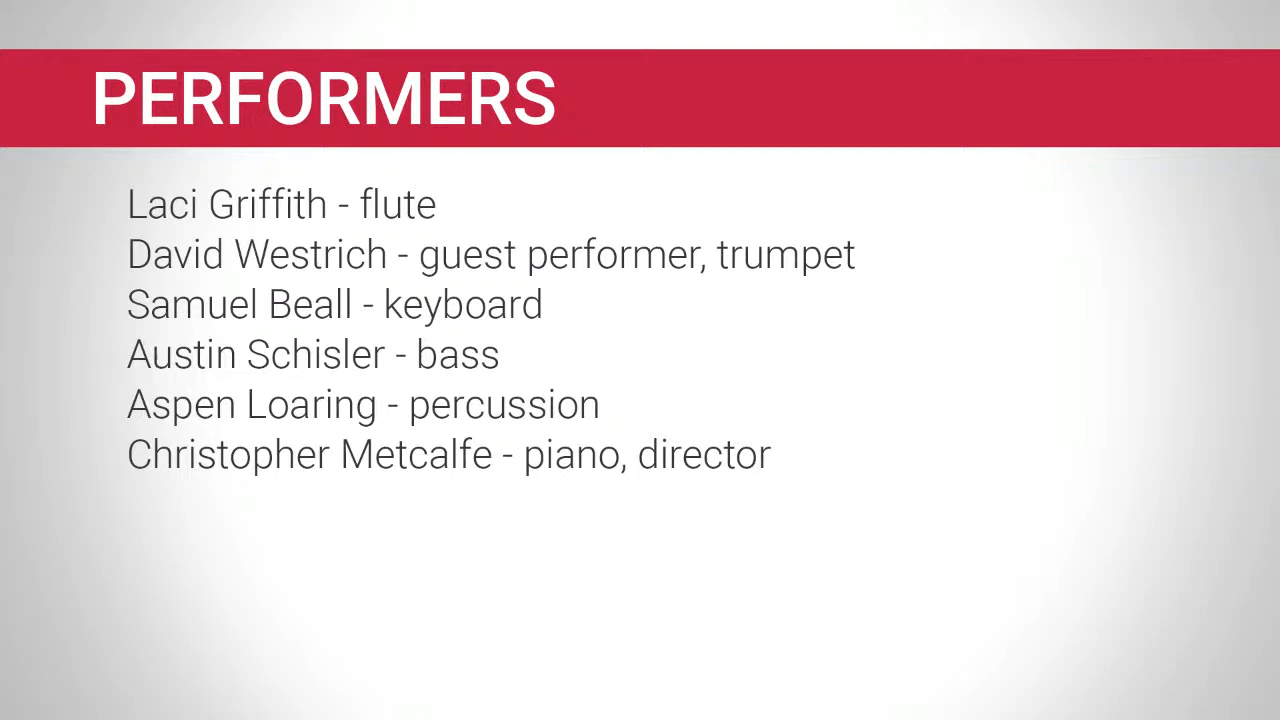 PERFORMERS
Laci Griffith - flute
David Westrich - guest performer, trumpet
Samuel Beall - keyboard
Austin Schisler - bass
Aspen Loaring - percussion
Christopher Metcalfe - piano, director